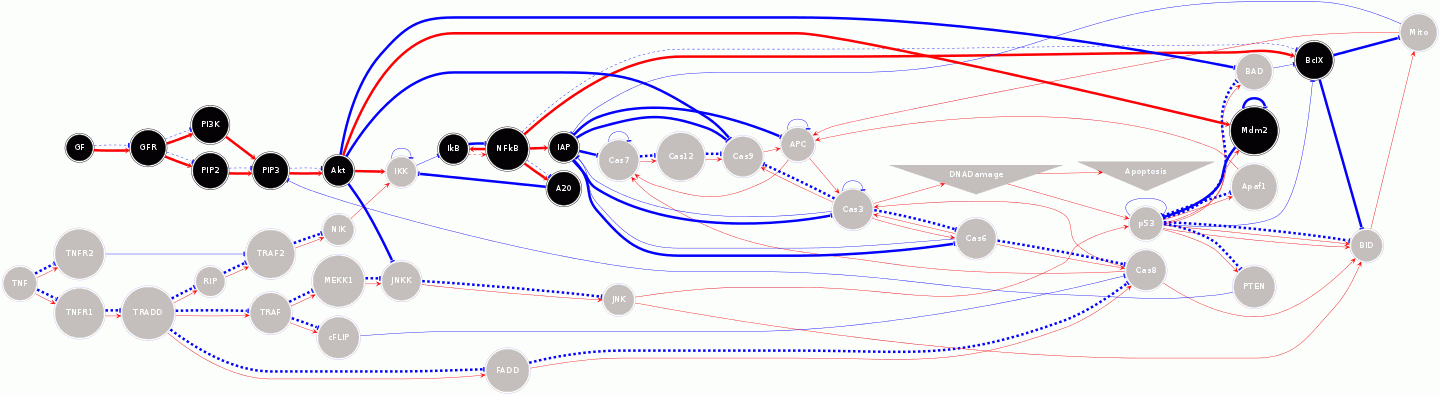 GF
GFR
PI3K
PIP2
PIP3
Akt
IKK
IkB
NFkB
IAP
A20
Cas7
Cas12
Cas9
APC
Cas3
DNADamage
Cas6
Apoptosis
p53
Cas8
BAD
Mdm2
Apaf1
PTEN
BclX
BID
Mito
TNF
TNFR2
TNFR1
TRADD
RIP
TRAF2
TRAF
NIK
MEKK1
cFLIP
JNKK
FADD
JNK